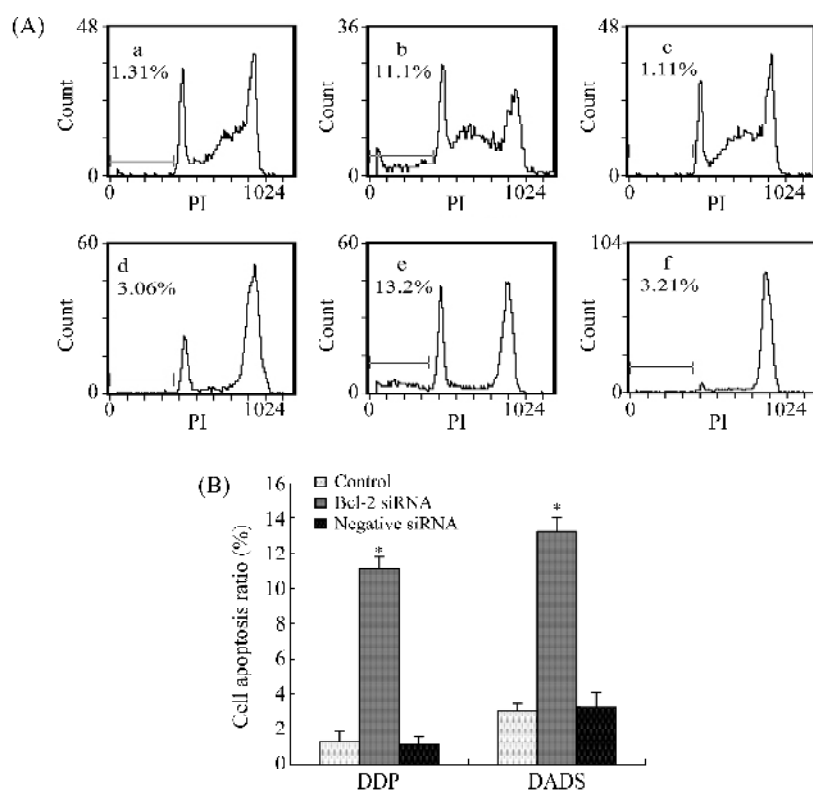 (A)
48
a
1.31%
Count
0
0
1024
PI
36
b
11.1%
Count
0
0
1024
PI
48
c
1.11%
Count
0
0
1024
PI
60
d
3.06%
Count
0
0
1024
PI
60
e
13.2%
Count
0
0
1024
PI
104
f
3.21%
Count
0
0
1024
PI
(B)
Control
Bcl-2 siRNA
Negative siRNA
Cell apoptosis ratio (%)
16
14
12
10
8
6
4
2
0
*
*
DDP
DADS